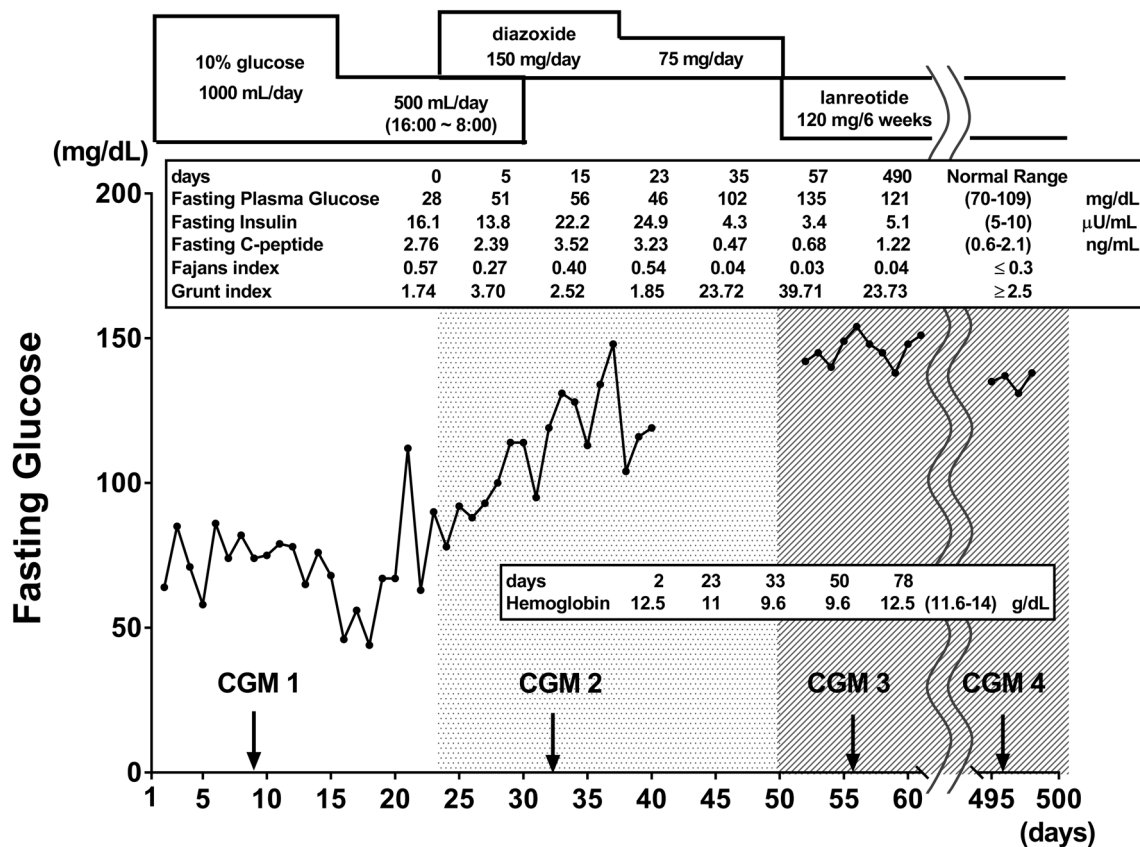 10% glucose
1000 mL/day
500 mL/day
(16:00 ~ 8:00)
diazoxide
150 mg/day
75 mg/day
lanreotide
120 mg/6 weeks
(mg/dL)
days 0 5 15 23 35 57 490 Normal Range
Fasting Plasma Glucose 28 51 56 46 102 135 121 (70-109) mg/dL
Fasting Insulin 16.1 13.8 22.2 24.9 4.3 3.4 5.1 (5-10) μU/mL
Fasting C-peptide 2.76 2.39 3.52 3.23 0.47 0.68 1.22 (0.6-2.1) ng/mL
Fajans index 0.57 0.27 0.40 0.54 0.04 0.03 0.04 ≤0.3
Grunt index 1.74 3.70 2.52 1.85 23.72 39.71 23.73 ≥2.5
200
150
100
50
0
Fasting Glucose
days 2 23 33 50 78
Hemoglobin 12.5 11 9.6 9.6 12.5 (11.6-14) g/dL
CGM 1 CGM 2 CGM 3 CGM 4
1 5 10 15 20 25 30 35 40 45 50 55 60 495 500
(days)